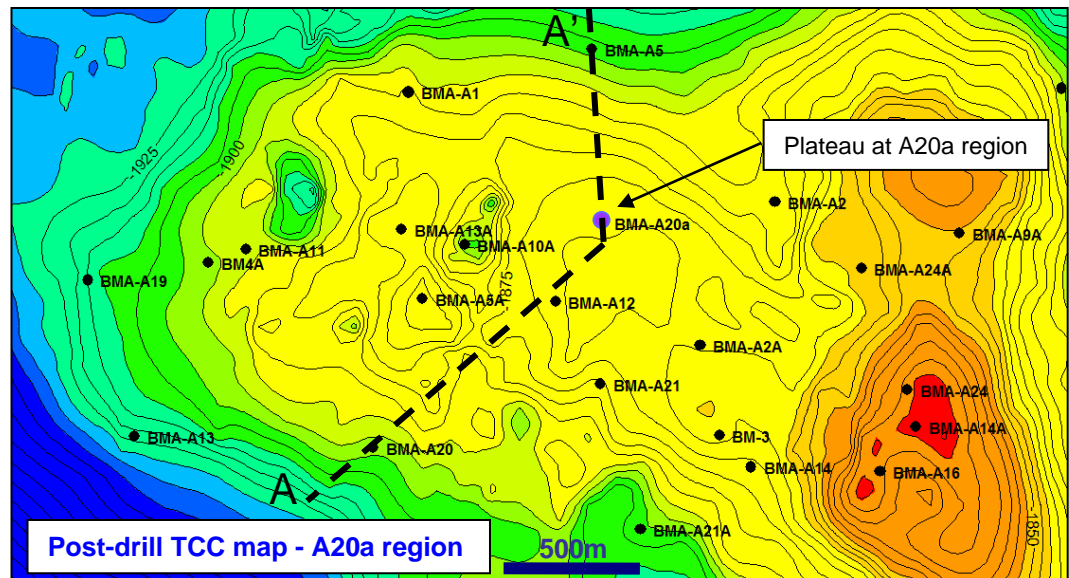 A'
BMA-A5
BMA-A1
-1925
-1900
Plateau at A20a region
BMA-A2
BMA-A20a
BMA-A13A
BMA-A9A
BMA-A10A
BMA-A11
BM4A
BMA-A24A
BMA-A19
-1875
BMA-A5A
BMA-A12
BMA-A2A
BMA-A21
BMA-A24
BMA-A14A
BMA-A13
BM-3
BMA-A20
BMA-A14
BMA-A16
A
-1850
BMA-A21A
Post-drill TCC map - A20a region
500m